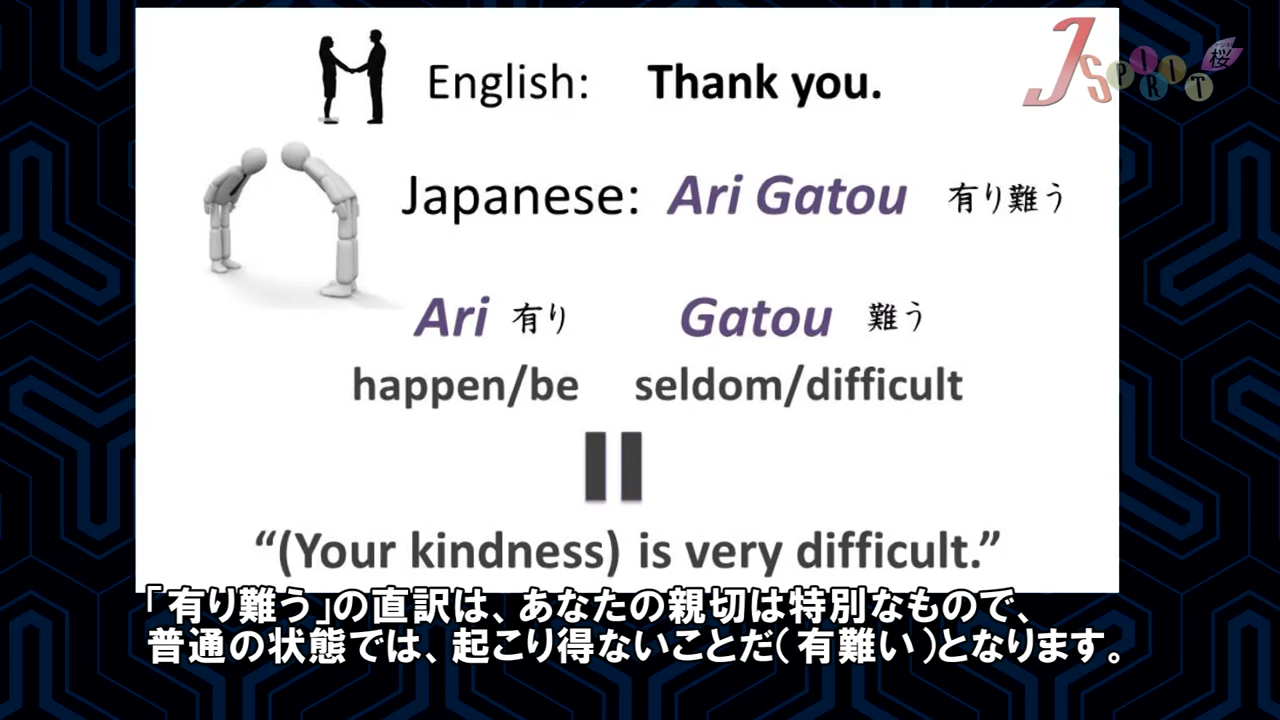 J SPIRIT 桜
English: Thank you.
Japanese: Ari Gatou 有り難う
Ari 有り Gatou 難う
happen/be seldom/difficult
“(Your kindness) is very difficult.”
「有り難う」の直訳は、あなたの親切は特別なもので、
普通の状態では、起こり得ないことだ（有難い）となります。